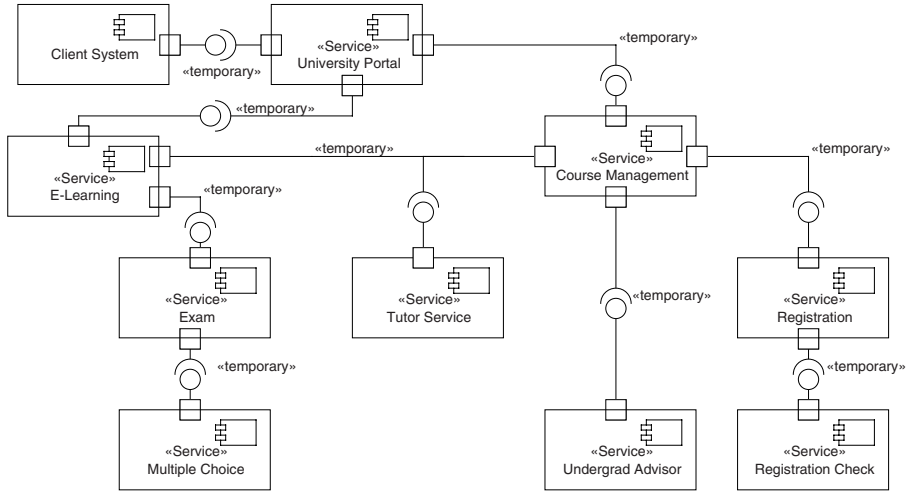 Client System
«temporary»
«Service»
University Portal
«temporary»
«temporary»
«Service»
E-Learning
«temporary»
«Service»
Course Management
«temporary»
«temporary»
«Service»
Exam
«Service»
Tutor Service
«temporary»
«Service»
Registration
«temporary»
«temporary»
«Service»
Multiple Choice
«Service»
Undergrad Advisor
«Service»
Registration Check